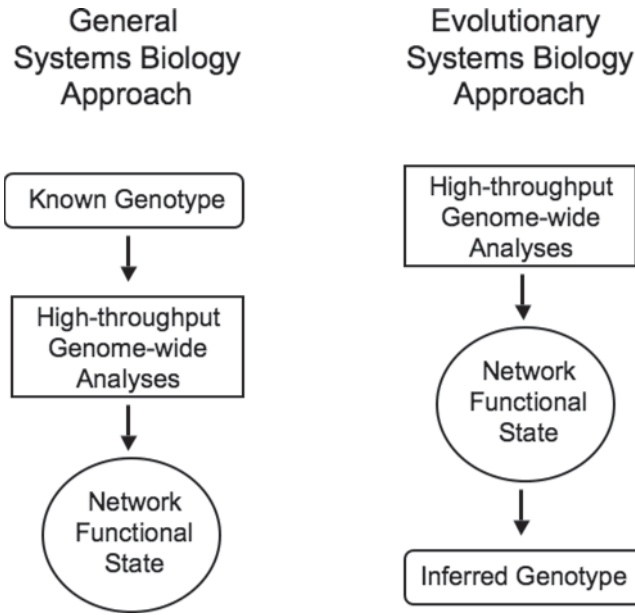 General
Systems Biology
Approach
Known Genotype
High-throughput
Genome-wide
Analyses
Network
Functional
State
Evolutionary
Systems Biology
Approach
High-throughput
Genome-wide
Analyses
Network
Functional
State
Inferred Genotype